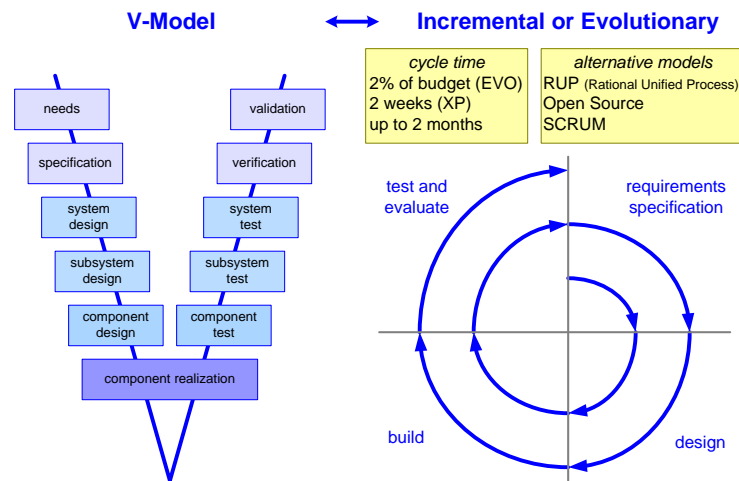 V-Model
Incremental or Evolutionary
cycle time
2% of budget (EVO)
2 weeks (XP)
up to 2 months
alternative models
RUP (Rational Unified Process)
Open Source
SCRUM
needs
validation
specification
verification
system
design
system
test
subsystem
design
subsystem
test
component
design
component
test
component realization
test and
evaluate
requirements
specification
build
design